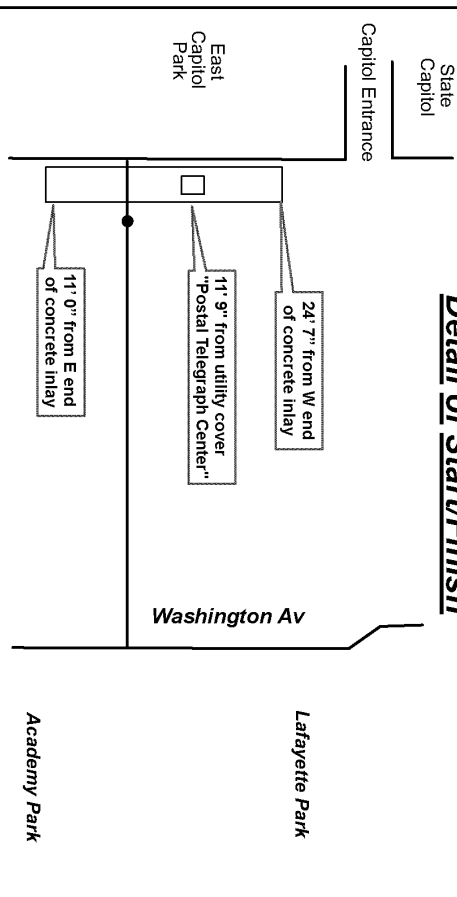 Detail of Start/Finish
State
Capitol
Capitol Entrance
East
Capitol
Park
24' 7" from W end
of concrete inlay
11' 9" from utility cover
"Postal Telegraph Center"
11' 0" from E end
of concrete inlay
Washington Av
Lafayette Park
Academy Park